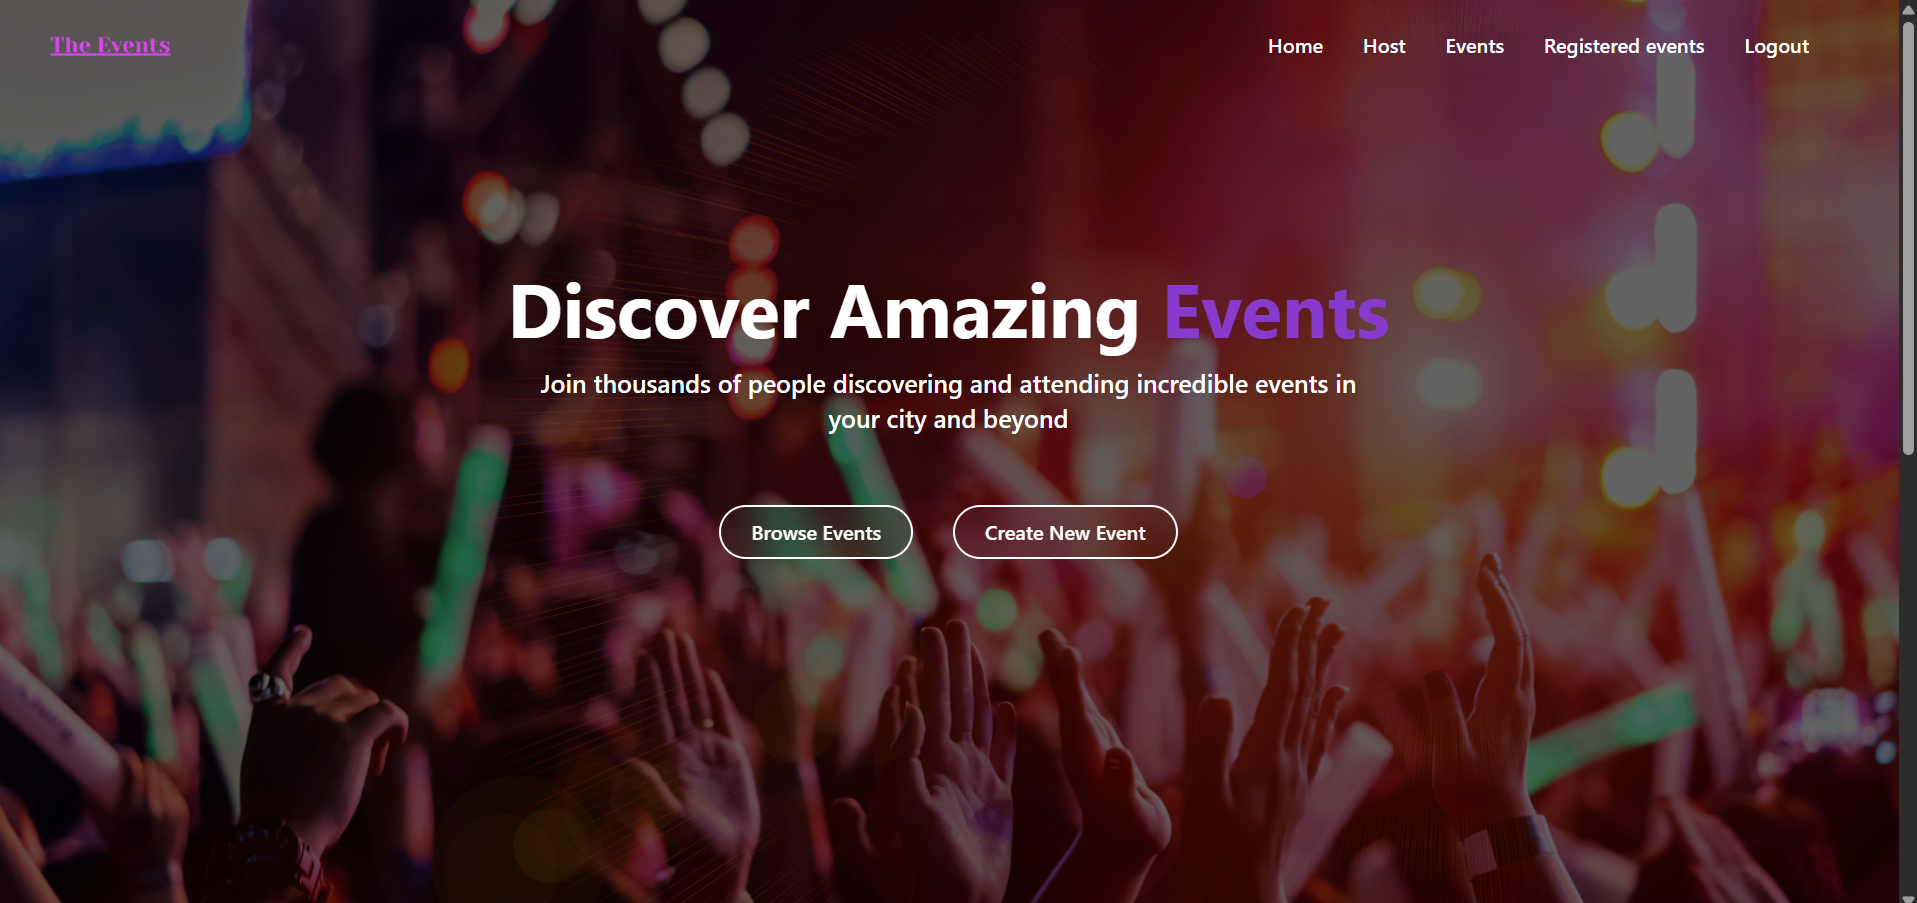 The Events
Home
Host
Events
Registered events
Logout
Discover Amazing Events
Join thousands of people discovering and attending incredible events in
your city and beyond
Browse Events
Create New Event